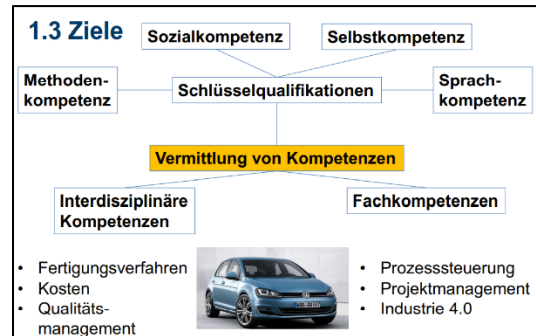 1.3 Ziele
Sozialkompetenz
Selbstkompetenz
Methoden-
kompetenz
Schlüsselqualifikationen
Sprach-
kompetenz
Vermittlung von Kompetenzen
Interdisziplinäre
Kompetenzen
Fachkompetenzen
• Fertigungsverfahren
• Kosten
• Qualitäts-
management
• Prozesssteuerung
• Projektmanagement
• Industrie 4.0